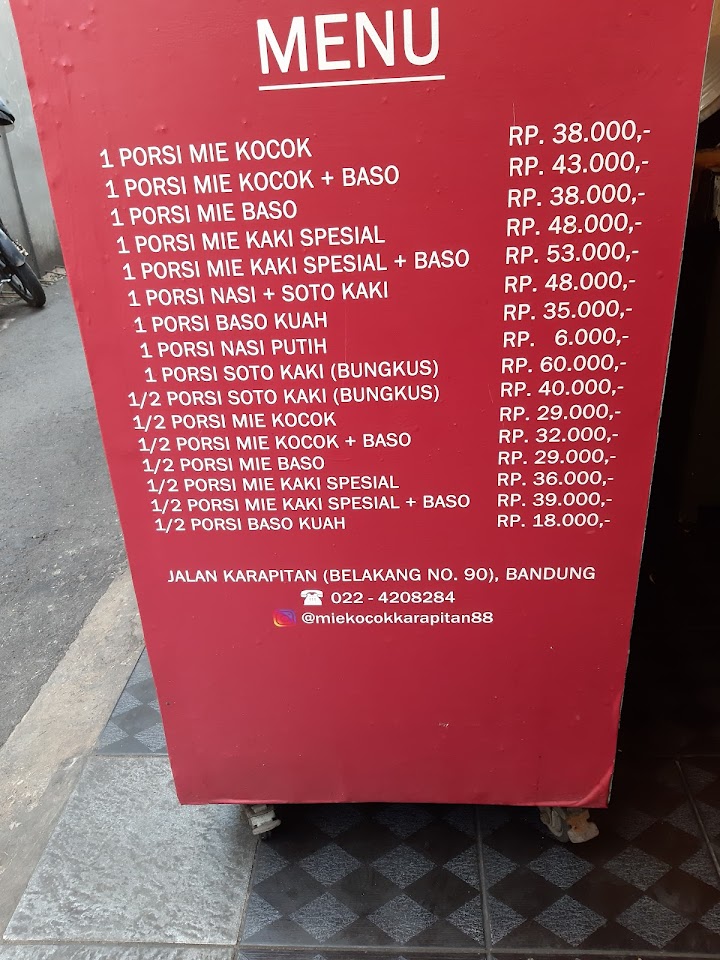 MENU
1 PORSI MIE KOCOK RP. 38.000,-
1 PORSI MIE KOCOK + BASO RP. 43.000,-
1 PORSI MIE BASO RP. 38.000,-
1 PORSI MIE KAKI SPESIAL RP. 48.000,-
1 PORSI MIE KAKI SPESIAL + BASO RP. 53.000,-
1 PORSI NASI + SOTO KAKI RP. 48.000,-
1 PORSI BASO KUAH RP. 35.000,-
1 PORSI NASI PUTIH RP. 6.000,-
1 PORSI SOTO KAKI (BUNGKUS) RP. 60.000,-
1/2 PORSI SOTO KAKI (BUNGKUS) RP. 40.000,-
1/2 PORSI MIE KOCOK RP. 29.000,-
1/2 PORSI MIE KOCOK + BASO RP. 32.000,-
1/2 PORSI MIE BASO RP. 29.000,-
1/2 PORSI MIE KAKI SPESIAL RP. 36.000,-
1/2 PORSI MIE KAKI SPESIAL + BASO RP. 39.000,-
1/2 PORSI BASO KUAH RP. 18.000,-
JALAN KARAPITAN (BELAKANG NO. 90), BANDUNG
☎ 022 - 4208284
@miekocokkarapitan88